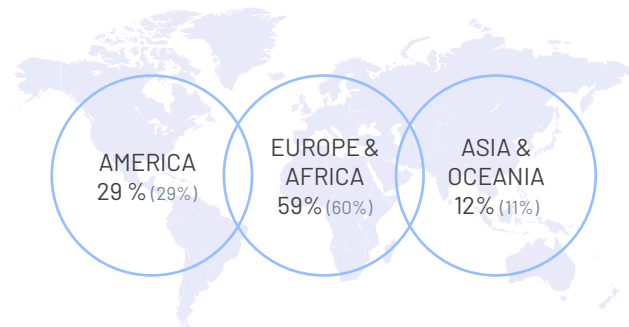 AMERICA
29 % (29%)
EUROPE &
AFRICA
59% (60%)
ASIA &
OCEANIA
12% (11%)